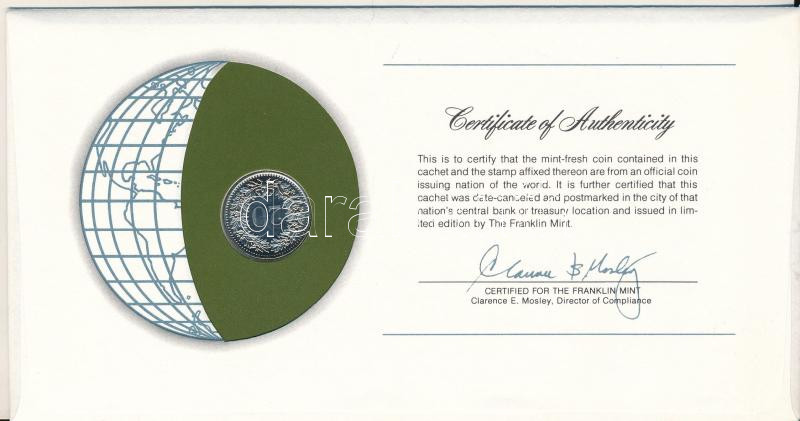 Certificate of Authenticity
This is to certify that the mint-fresh coin contained in this
cachet and the stamp affixed thereon are from an official coin
issuing nation of the world. It is further certified that this
cachet was date-canceled and postmarked in the city of that
nation's central bank or treasury location and issued in lim-
ited edition by The Franklin Mint.
Clarence E. Mosley
CERTIFIED FOR THE FRANKLIN MINT
Clarence E. Mosley, Director of Compliance